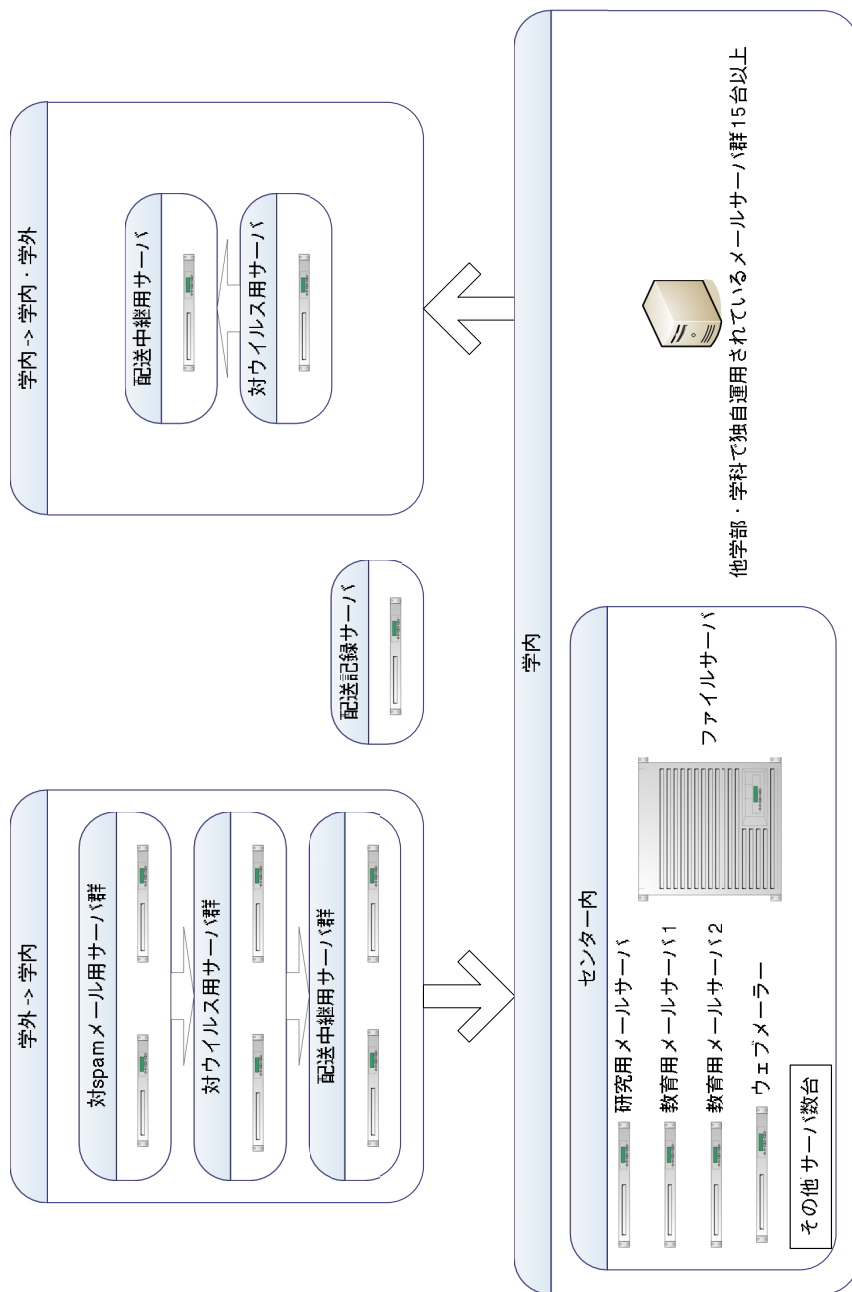 学外 -> 学内
対spamメール用サーバ群
対ウイルス用サーバ群
配送中継用サーバ群
配送記録サーバ
学内 -> 学内・学外
配送中継用サーバ
対ウイルス用サーバ
学内
センター内
研究用メールサーバ
教育用メールサーバ1
教育用メールサーバ2
ウェブメーラー
その他 サーバ数台
ファイルサーバ
他学部・学科で独自運用されているメールサーバ群15台以上